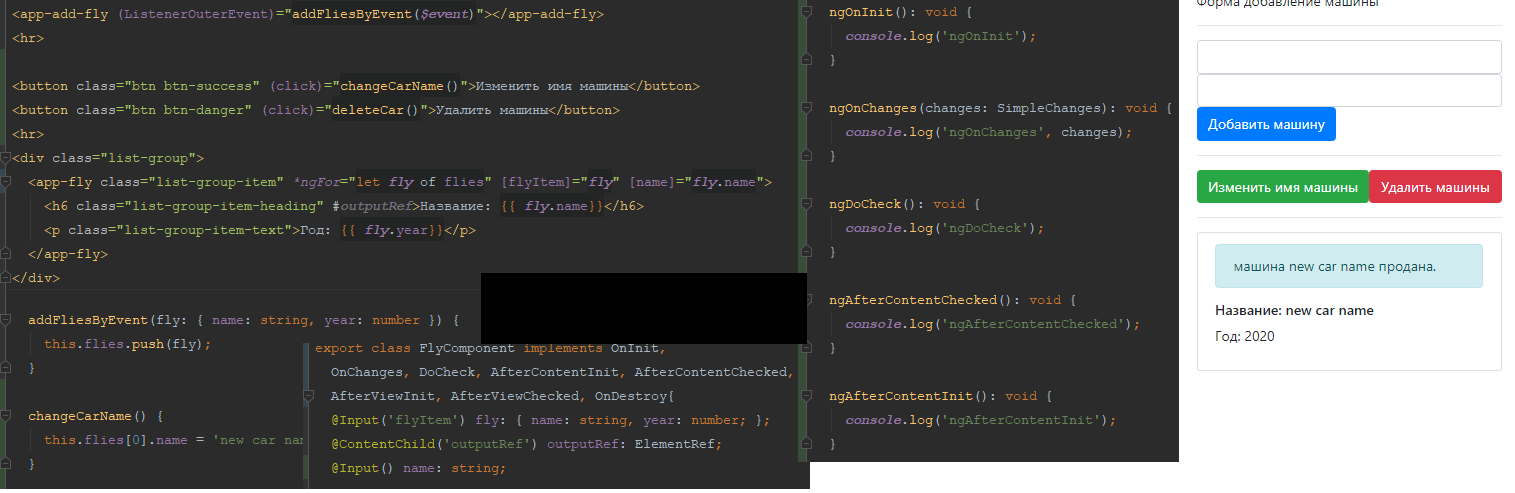 <app-add-fly (ListenerOuterEvent)="addFliesByEvent($event)"></app-add-fly>
<hr>
<button class="btn btn-success" (click)="changeCarName()">Изменить имя машины</button>
<button class="btn btn-danger" (click)="deleteCar()">Удалить машины</button>
<hr>
<div class="list-group">
<app-fly class="list-group-item" *ngFor="let fly of flies" [flyItem]="fly" [name]="fly.name">
<h6 class="list-group-item-heading" #outputRef>Название: {{ fly.name}}</h6>
<p class="list-group-item-text">Год: {{ fly.year}}</p>
</app-fly>
</div>
addFliesByEvent(fly: { name: string, year: number }) {
this.flies.push(fly);
}
changeCarName() {
this.flies[0].name = 'new car nam
}
export class FlyComponent implements OnInit,
OnChanges, DoCheck, AfterContentInit, AfterContentChecked,
AfterViewInit, AfterViewChecked, OnDestroy{
@Input('flyItem') fly: { name: string, year: number; };
@ContentChild('outputRef') outputRef: ElementRef;
@Input() name: string;
ngOnInit(): void {
console.log('ngOnInit');
}
ngOnChanges(changes: SimpleChanges): void {
console.log('ngOnChanges', changes);
}
ngDoCheck(): void {
console.log('ngDoCheck');
}
ngAfterContentChecked(): void {
console.log('ngAfterContentChecked');
}
ngAfterContentInit(): void {
console.log('ngAfterContentInit');
}
Форма добавление машины
Добавить машину
Изменить имя машины
Удалить машины
машина new car name продана.
Название: new car name
Год: 2020